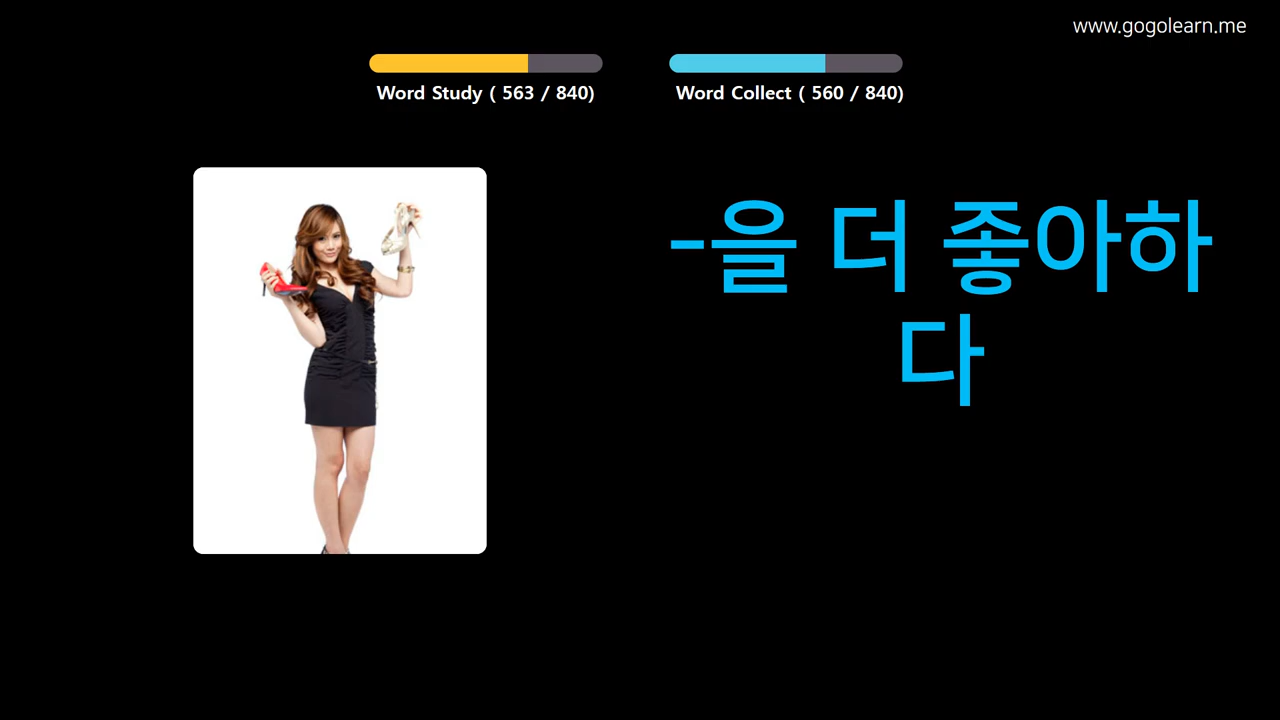 www.gogolearn.me
Word Study ( 563 / 840)
Word Collect ( 560 / 840)
-을 더 좋아하
다